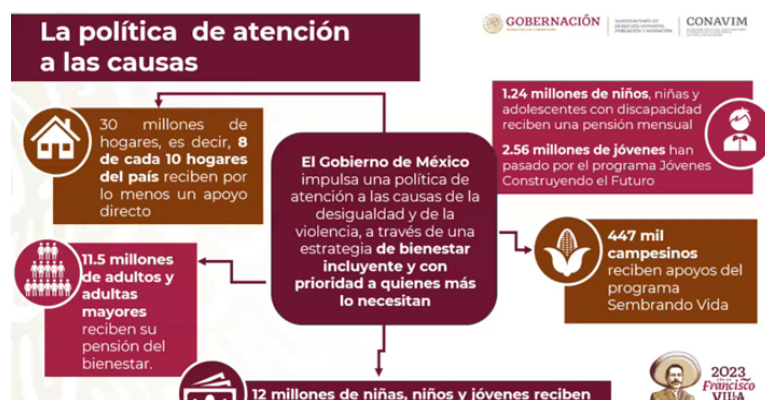 La política de atención
a las causas
GOBERNACIÓN
CONAVIM
30 millones de
hogares, es decir, 8
de cada 10 hogares
del país reciben por
lo menos un apoyo
directo
El Gobierno de México
impulsa una política de
atención a las causas de la
desigualdad y de la
violencia, a través de una
estrategia de bienestar
incluyente y con
prioridad a quienes más
lo necesitan
1.24 millones de niños, niñas y
adolescentes con discapacidad
reciben una pensión mensual
2.56 millones de jóvenes han
pasado por el programa Jóvenes
Construyendo el Futuro
11.5 millones
de adultos y
adultas
mayores
reciben su
pensión del
bienestar.
447 mil
campesinos
reciben apoyos del
programa
Sembrando Vida
12 millones de niñas, niños y jóvenes reciben
2023
Francisco
VILLA